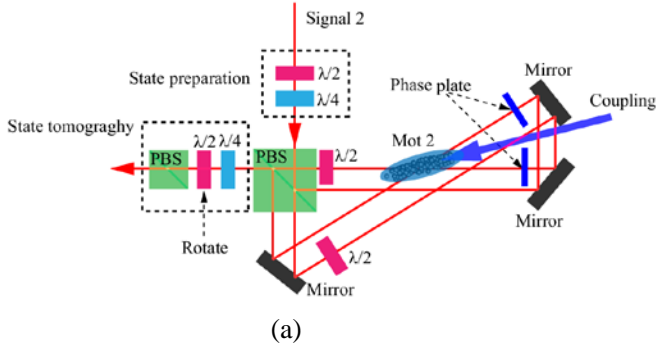 Signal 2
State preparation
λ/2
λ/4
Phase plate
Mirror
Coupling
State tomograghy
λ/2
λ/4
PBS
PBS
λ/2
Mot 2
Rotate
Mirror
λ/2
Mirror
(a)